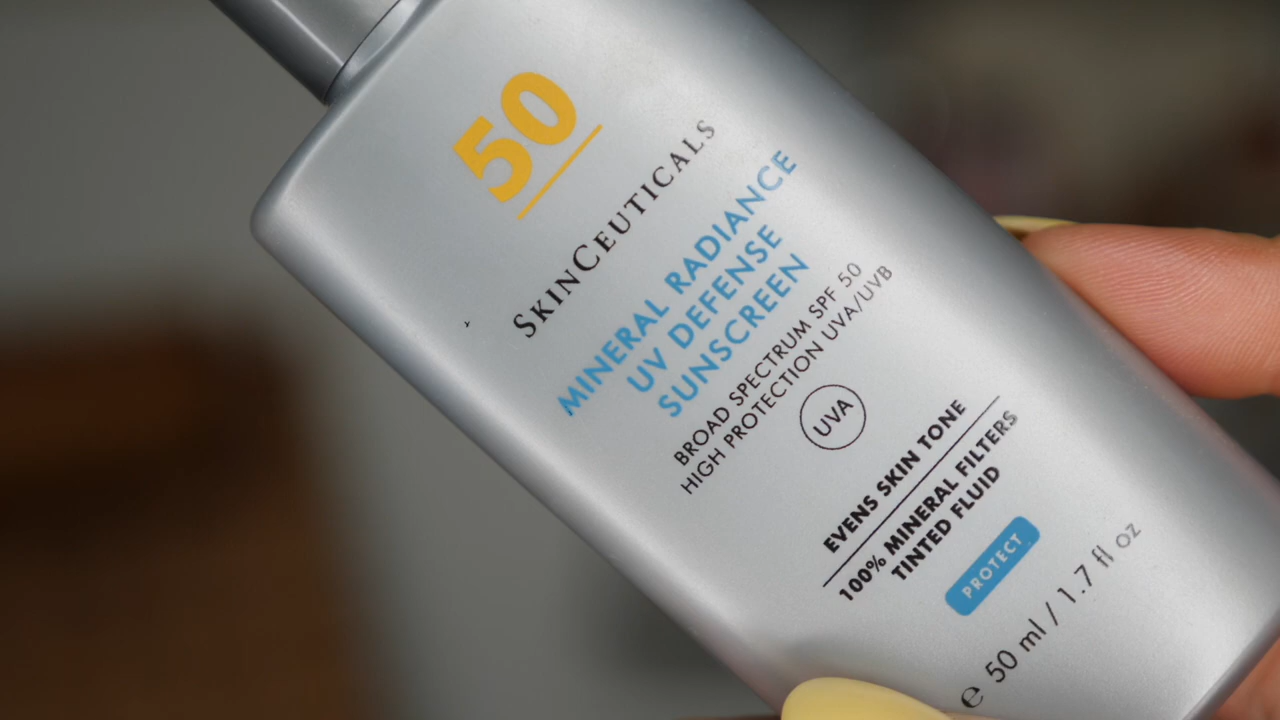 50
SKINCEUTICALS
MINERAL RADIANCE
UV DEFENSE
SUNSCREEN
BROAD SPECTRUM SPF 50
HIGH PROTECTION UVA/UVB
UVA
EVENS SKIN TONE
100% MINERAL FILTERS
TINTED FLUID
PROTECT
℮ 50 ml / 1.7 fl oz